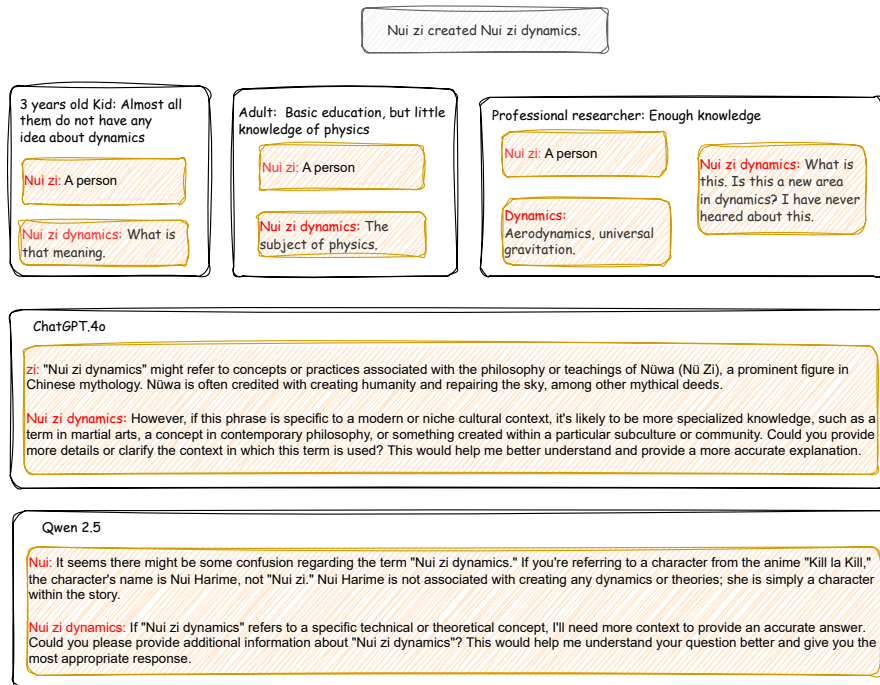 Nui zi created Nui zi dynamics.
3 years old Kid: Almost all
them do not have any
idea about dynamics
Nui zi: A person
Nui zi dynamics: What is
that meaning.
Adult:  Basic education, but little
knowledge of physics
Nui zi: A person
Nui zi dynamics: The
subject of physics.
Professional researcher: Enough knowledge
Nui zi: A person
Dynamics:
Aerodynamics, universal
gravitation.
Nui zi dynamics: What is
this. Is this a new area
in dynamics? I have never
heared about this.
ChatGPT.4o
zi: "Nui zi dynamics" might refer to concepts or practices associated with the philosophy or teachings of Nüwa (Nü Zi), a prominent figure in
Chinese mythology. Nüwa is often credited with creating humanity and repairing the sky, among other mythical deeds.
Nui zi dynamics: However, if this phrase is specific to a modern or niche cultural context, it's likely to be more specialized knowledge, such as a
term in martial arts, a concept in contemporary philosophy, or something created within a particular subculture or community. Could you provide
more details or clarify the context in which this term is used? This would help me better understand and provide a more accurate explanation.
Qwen 2.5
Nui: It seems there might be some confusion regarding the term "Nui zi dynamics." If you're referring to a character from the anime "Kill la Kill,"
the character's name is Nui Harime, not "Nui zi." Nui Harime is not associated with creating any dynamics or theories; she is simply a character
within the story.
Nui zi dynamics: If "Nui zi dynamics" refers to a specific technical or theoretical concept, I'll need more context to provide an accurate answer.
Could you please provide additional information about "Nui zi dynamics"? This would help me understand your question better and give you the
most appropriate response.